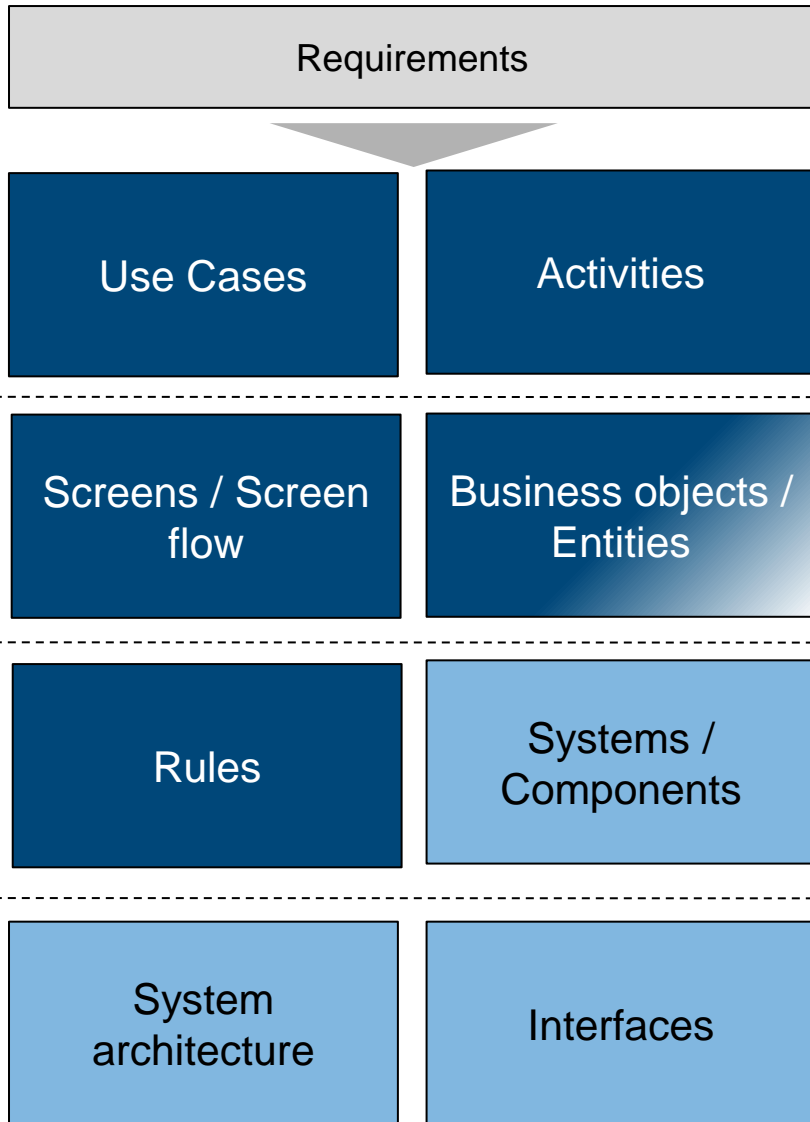 Requirements
Use Cases
Activities
Screens / Screen
flow
Business objects /
Entities
Rules
Systems /
Components
System
architecture
Interfaces